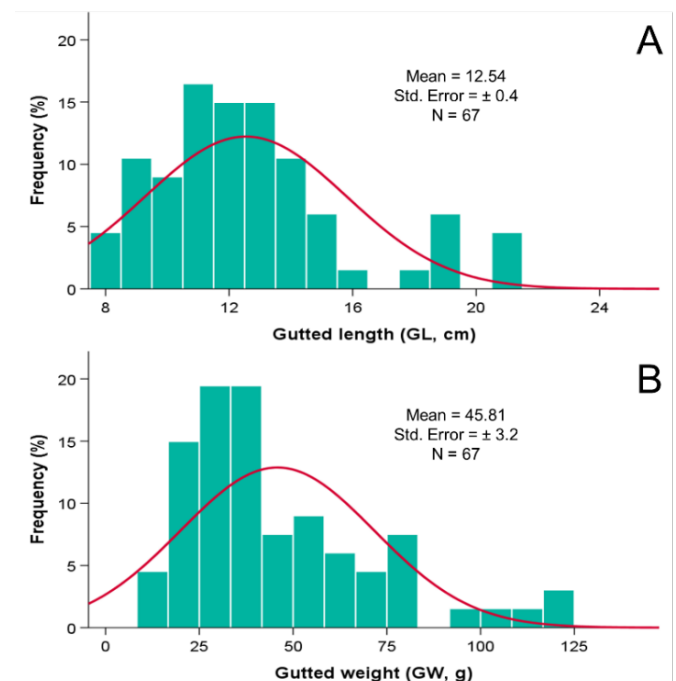 A
Mean = 12.54
Std. Error = ± 0.4
N = 67
Frequency (%)
20
15
10
5
0
8 12 16 20 24
Gutted length (GL, cm)
B
Mean = 45.81
Std. Error = ± 3.2
N = 67
Frequency (%)
20
15
10
5
0
0 25 50 75 100 125
Gutted weight (GW, g)